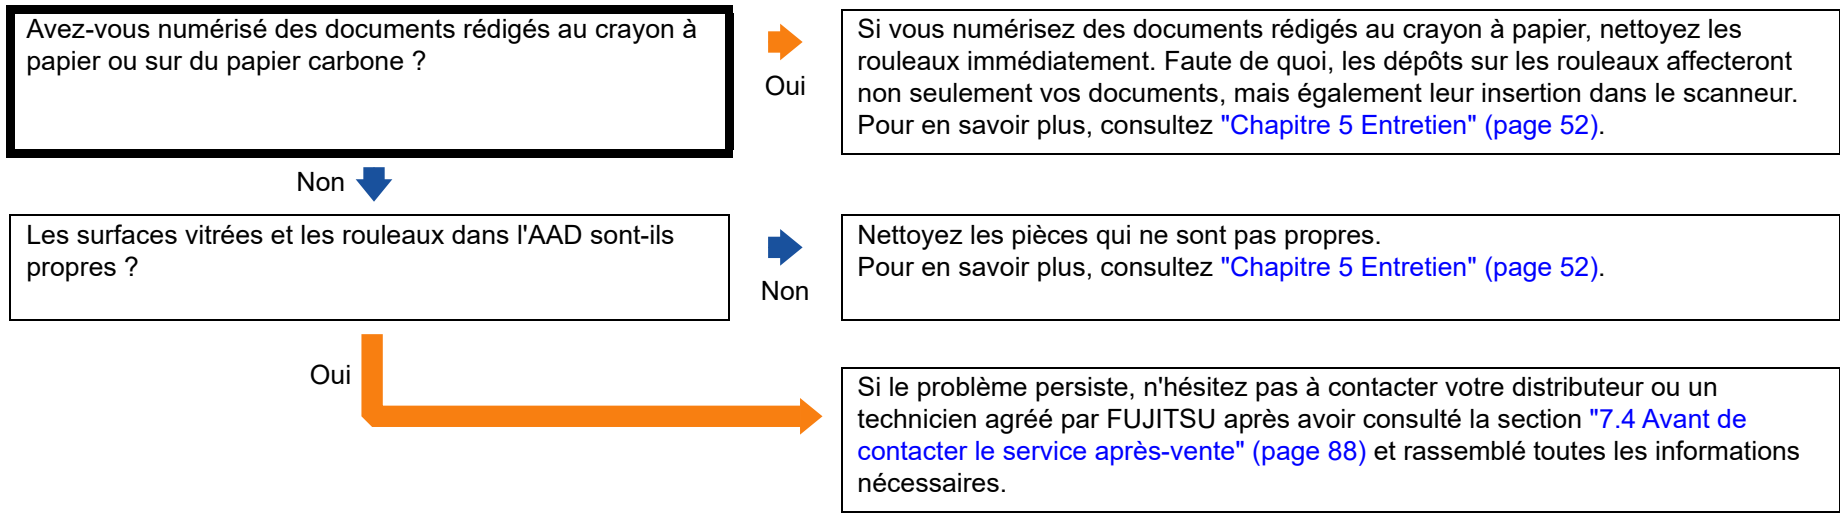 Avez-vous numérisé des documents rédigés au crayon à
papier ou sur du papier carbone ?
Oui
Si vous numérisez des documents rédigés au crayon à papier, nettoyez les
rouleaux immédiatement. Faute de quoi, les dépôts sur les rouleaux affecteront
non seulement vos documents, mais également leur insertion dans le scanneur.
Pour en savoir plus, consultez "Chapitre 5 Entretien" (page 52).
Non
Les surfaces vitrées et les rouleaux dans l'AAD sont-ils
propres ?
Non
Nettoyez les pièces qui ne sont pas propres.
Pour en savoir plus, consultez "Chapitre 5 Entretien" (page 52).
Oui
Si le problème persiste, n'hésitez pas à contacter votre distributeur ou un
technicien agréé par FUJITSU après avoir consulté la section "7.4 Avant de
contacter le service après-vente" (page 88) et rassemblé toutes les informations
nécessaires.